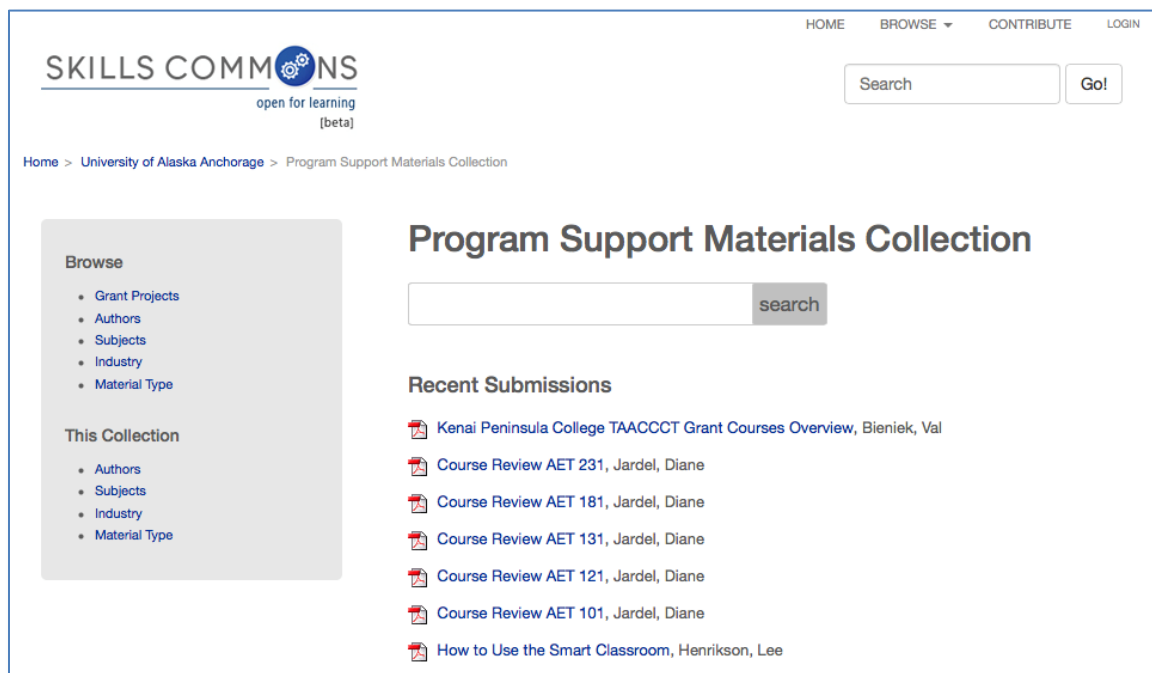 HOME BROWSE CONTRIBUTE LOGIN
SKILLS COMMONS
open for learning
[beta]
Search Go!
Home > University of Alaska Anchorage > Program Support Materials Collection
Browse
Grant Projects
Authors
Subjects
Industry
Material Type
This Collection
Authors
Subjects
Industry
Material Type
Program Support Materials Collection
search
Recent Submissions
Kenai Peninsula College TAACCCT Grant Courses Overview, Bieniek, Val
Course Review AET 231, Jardel, Diane
Course Review AET 181, Jardel, Diane
Course Review AET 131, Jardel, Diane
Course Review AET 121, Jardel, Diane
Course Review AET 101, Jardel, Diane
How to Use the Smart Classroom, Henrikson, Lee